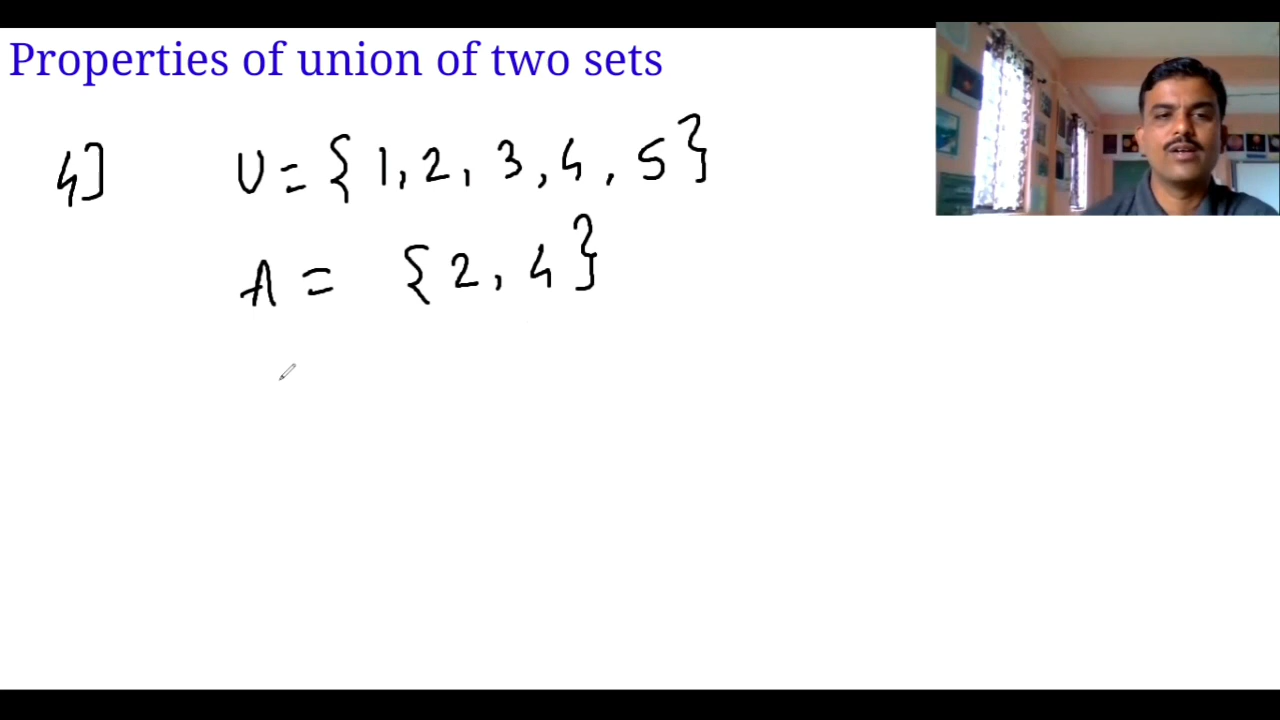 Properties of union of two sets
4] U = { 1, 2, 3, 4, 5 }
A = { 2, 4 }